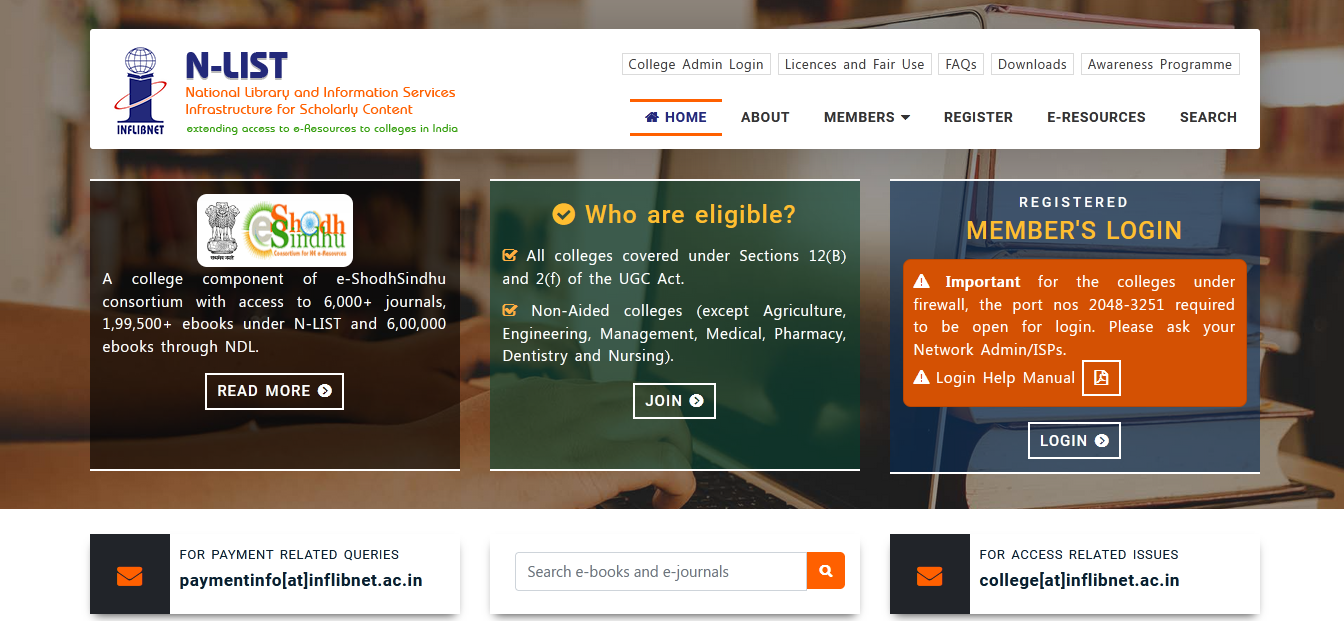 N-LIST
National Library and Information Services
Infrastructure for Scholarly Content
extending access to e-Resources to colleges in India
INFLIBNET
College Admin Login
Licences and Fair Use
FAQs
Downloads
Awareness Programme
HOME
ABOUT
MEMBERS
REGISTER
E-RESOURCES
SEARCH
सत्यमेव जयते
e-Shodh
Sindhu
Consortium for HE e-Resources
A college component of e-ShodhSindhu
consortium with access to 6,000+ journals,
1,99,500+ ebooks under N-LIST and 6,00,000
ebooks through NDL.
READ MORE
Who are eligible?
All colleges covered under Sections 12(B)
and 2(f) of the UGC Act.
Non-Aided colleges (except Agriculture,
Engineering, Management, Medical, Pharmacy,
Dentistry and Nursing).
JOIN
REGISTERED
MEMBER'S LOGIN
Important for the colleges under
firewall, the port nos 2048-3251 required
to be open for login. Please ask your
Network Admin/ISPs.
Login Help Manual
LOGIN
FOR PAYMENT RELATED QUERIES
paymentinfo[at]inflibnet.ac.in
Search e-books and e-journals
FOR ACCESS RELATED ISSUES
college[at]inflibnet.ac.in